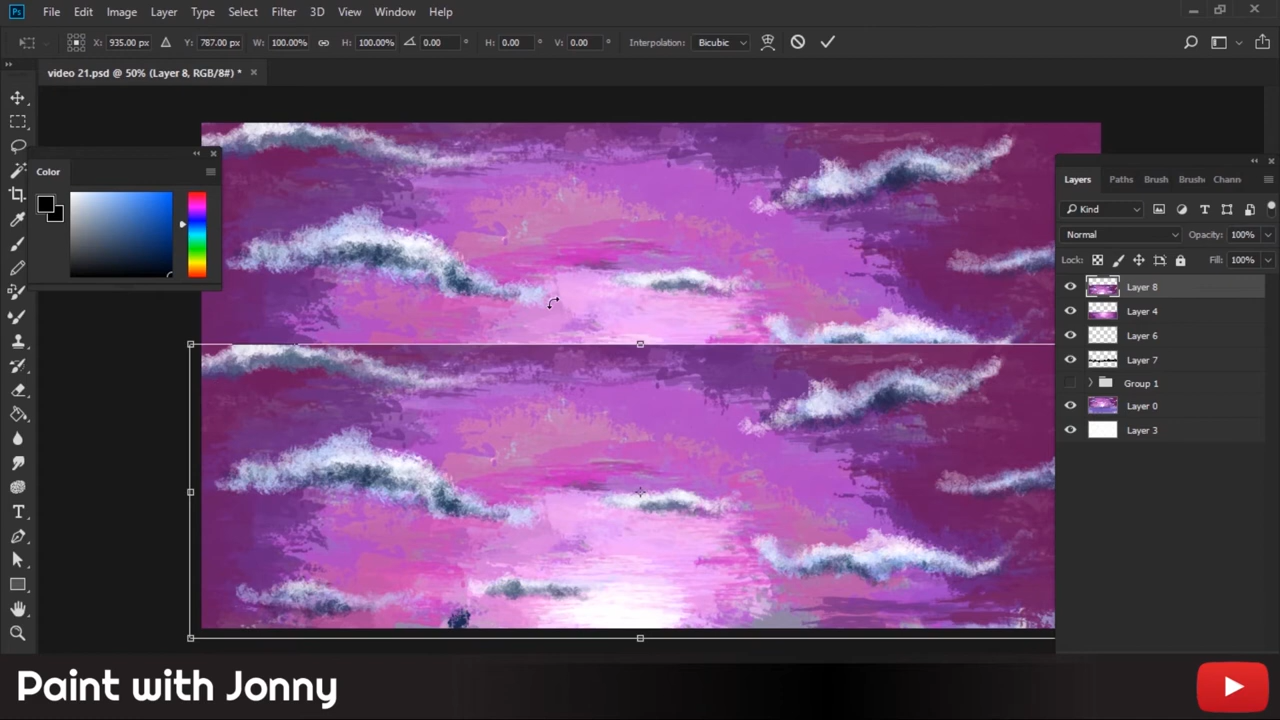 Ps File Edit Image Layer Type Select Filter 3D View Window Help
X: 935.00 px Y: 787.00 px W: 100.00% H: 100.00% 0.00 ° H: 0.00 ° V: 0.00 ° Interpolation: Bicubic
video 21.psd @ 50% (Layer 8, RGB/8#) *
Color
Layers Paths Brush Brush Chann
Kind
Normal Opacity: 100%
Lock: Fill: 100%
Layer 8
Layer 4
Layer 6
Layer 7
Group 1
Layer 0
Layer 3
Paint with Jonny